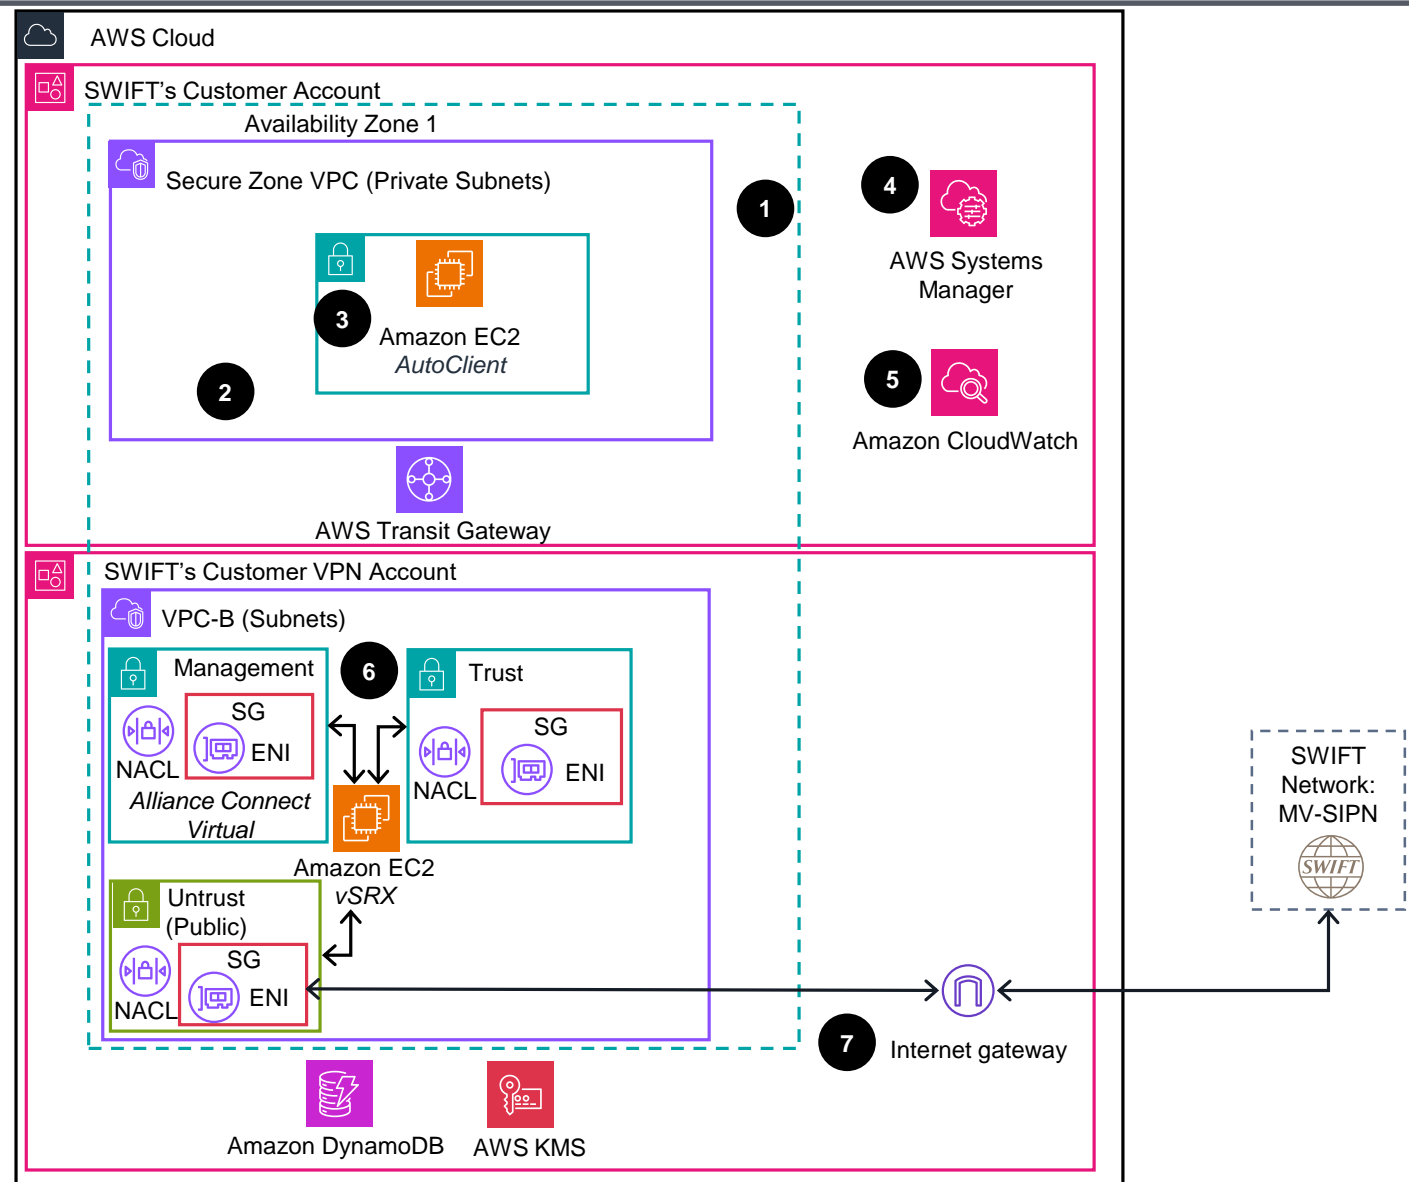 AWS Cloud
SWIFT's Customer Account
Availability Zone 1
Secure Zone VPC (Private Subnets)
1
4
AWS Systems
Manager
3
Amazon EC2
AutoClient
2
5
Amazon CloudWatch
AWS Transit Gateway
SWIFT's Customer VPN Account
VPC-B (Subnets)
Management
6
Trust
SG
ENI
NACL
Alliance Connect
Virtual
SG
ENI
NACL
Amazon EC2
vSRX
Untrust
(Public)
SG
ENI
NACL
SWIFT
Network:
MV-SIPN
SWIFT
7
Internet gateway
Amazon DynamoDB
AWS KMS